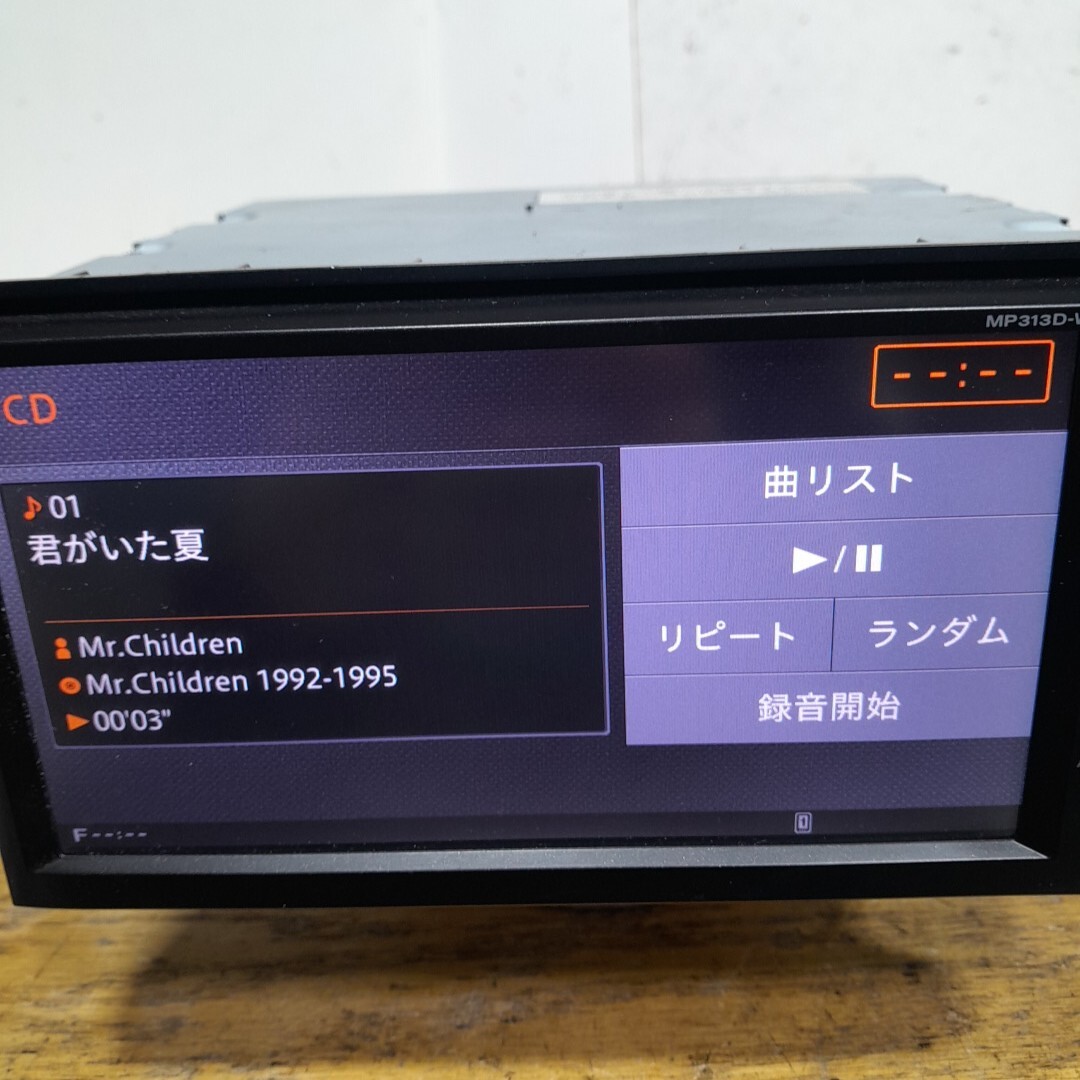 MP313D-W
CD
--:--
01
君がいた夏
Mr.Children
Mr.Children 1992-1995
00'03"
曲リスト
▶/⏸
リピート ランダム
録音開始
F--:--